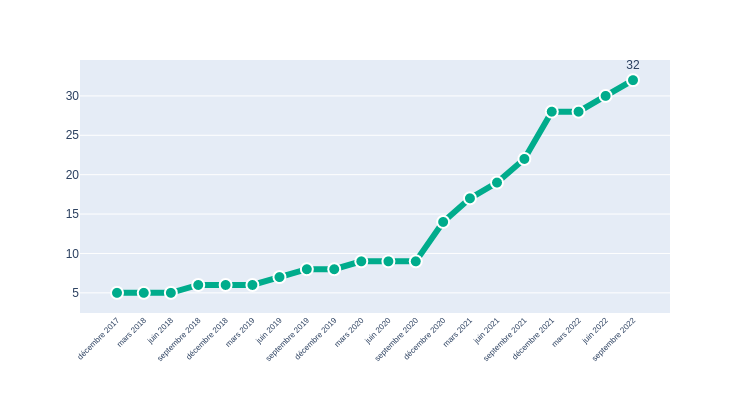 32
30
25
20
15
10
5
décembre 2017
mars 2018
juin 2018
septembre 2018
décembre 2018
mars 2019
juin 2019
septembre 2019
décembre 2019
mars 2020
juin 2020
septembre 2020
décembre 2020
mars 2021
juin 2021
septembre 2021
décembre 2021
mars 2022
juin 2022
septembre 2022